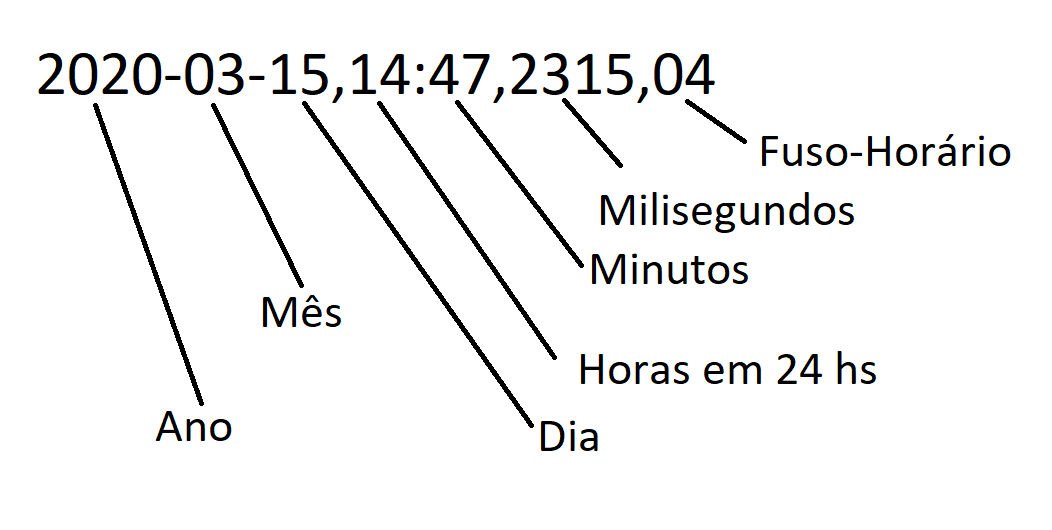 2020-03-15,14:47,2315,04
Fuso-Horário
Milisegundos
Minutos
Mês
Horas em 24 hs
Ano
Dia